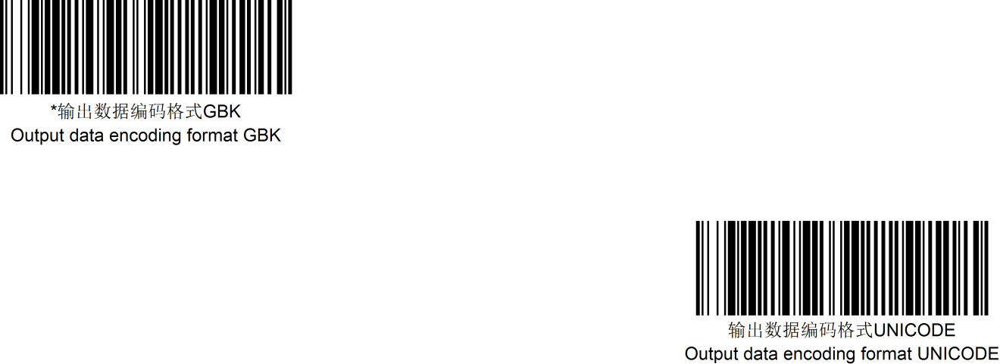 *输出数据编码格式GBK
Output data encoding format GBK
输出数据编码格式UNICODE
Output data encoding format UNICODE